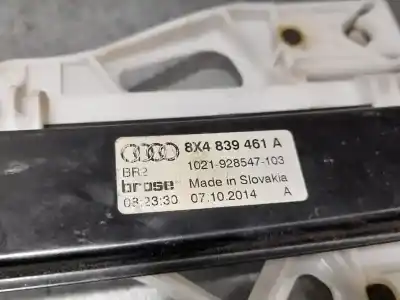 8X4 839 461 A
BR2 1021-928547-103
brose Made in Slovakia
08:23:30 07.10.2014 A